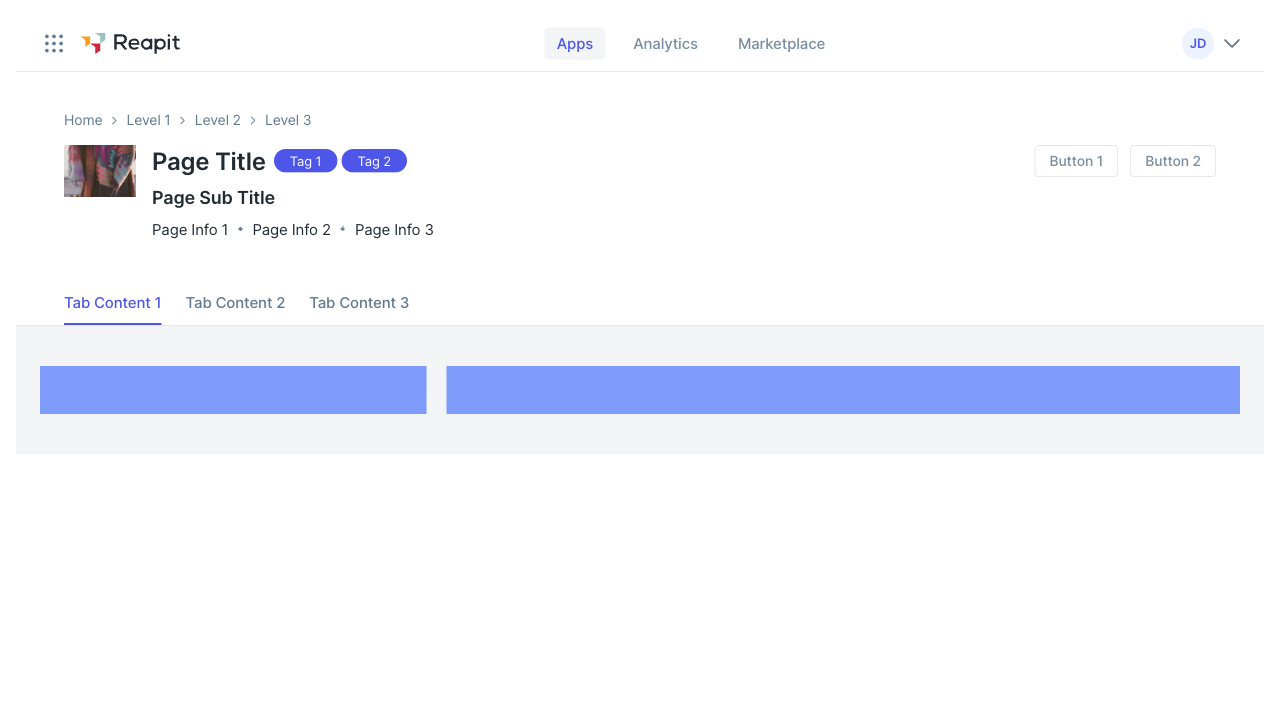 Reapit Apps Analytics Marketplace JD
Home Level 1 Level 2 Level 3
Page Title Tag 1 Tag 2 Button 1 Button 2
Page Sub Title
Page Info 1 • Page Info 2 • Page Info 3
Tab Content 1 Tab Content 2 Tab Content 3